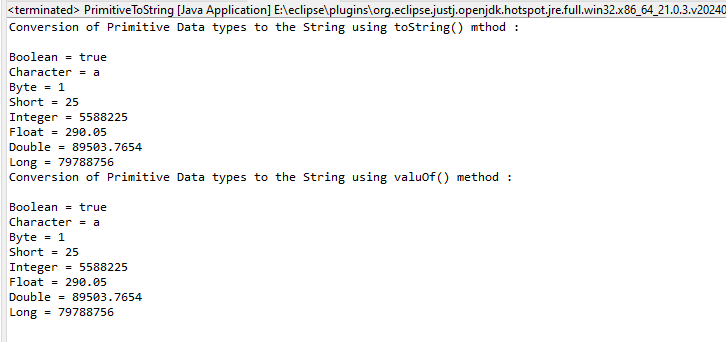 <terminated> PrimitiveToString [Java Application] E:\eclipse\plugins\org.eclipse.justj.openjdk.hotspot.jre.full.win32.x86_64_21.0.3.v20240
Conversion of Primitive Data types to the String using toString() mthod :
Boolean = true
Character = a
Byte = 1
Short = 25
Integer = 5588225
Float = 290.05
Double = 89503.7654
Long = 79788756
Conversion of Primitive Data types to the String using valuOf() method :
Boolean = true
Character = a
Byte = 1
Short = 25
Integer = 5588225
Float = 290.05
Double = 89503.7654
Long = 79788756